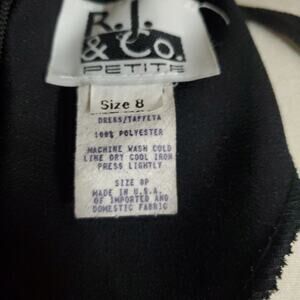 R.J.
& Co.
PETITE
Size 8
DRESS/TAFFETA
100% POLYESTER
MACHINE WASH COLD
LINE DRY COOL IRON
PRESS LIGHTLY
SIZE 8P
MADE IN U.S.A.
OF IMPORTED AND
DOMESTIC FABRIC